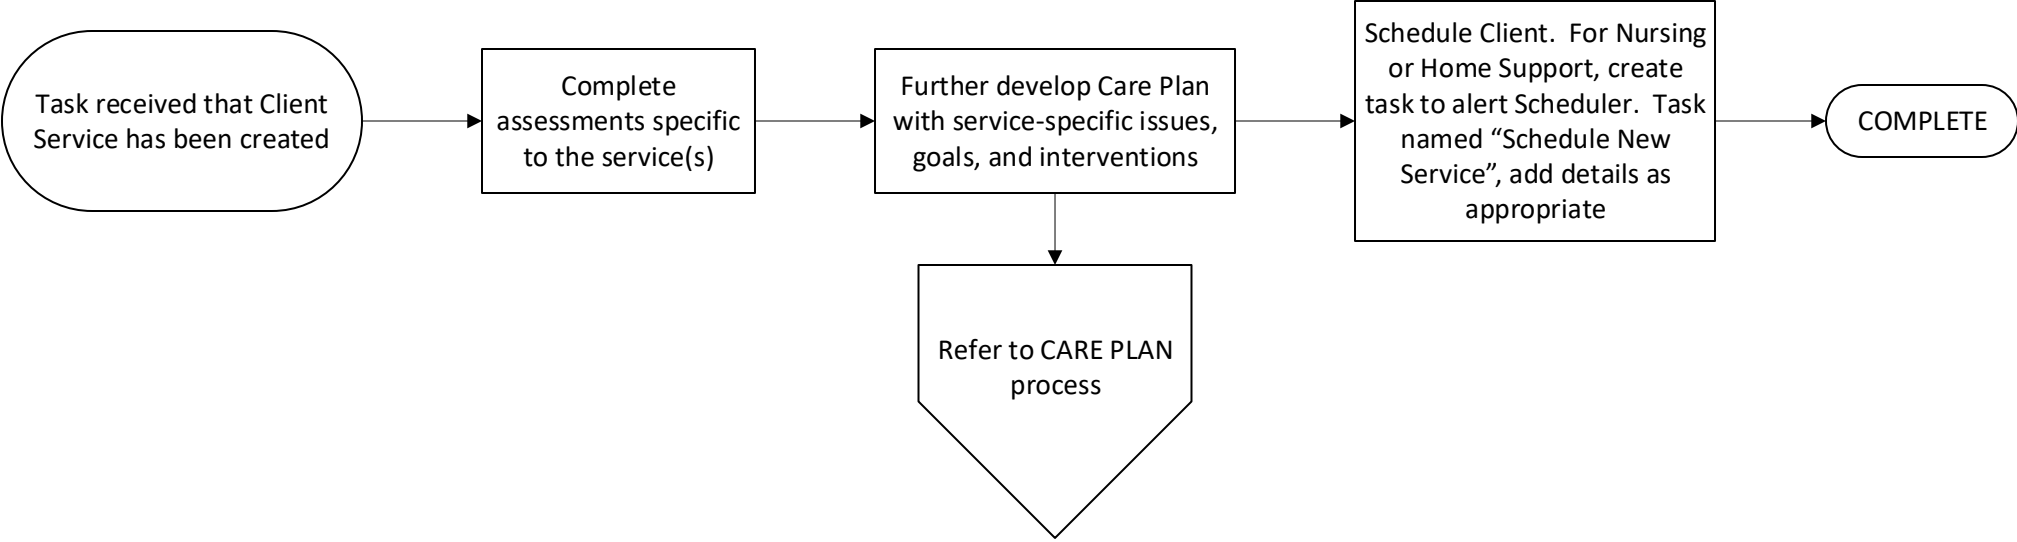 Task received that Client
Service has been created
Complete
assessments specific
to the service(s)
Further develop Care Plan
with service-specific issues,
goals, and interventions
Schedule Client.  For Nursing
or Home Support, create
task to alert Scheduler.  Task
named “Schedule New
Service”, add details as
appropriate
COMPLETE
Refer to CARE PLAN
process